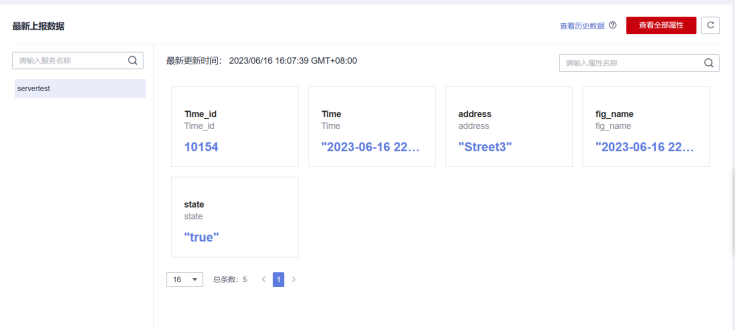 最新上报数据
查看历史数据
查看全部属性
请输入服务名称
最新更新时间： 2023/06/16 16:07:39 GMT+08:00
请输入属性名称
servertest
Time_id
Time_id
10154
Time
Time
"2023-06-16 22...
address
address
"Street3"
fig_name
fig_name
"2023-06-16 22...
state
state
"true"
16
总条数： 5
1